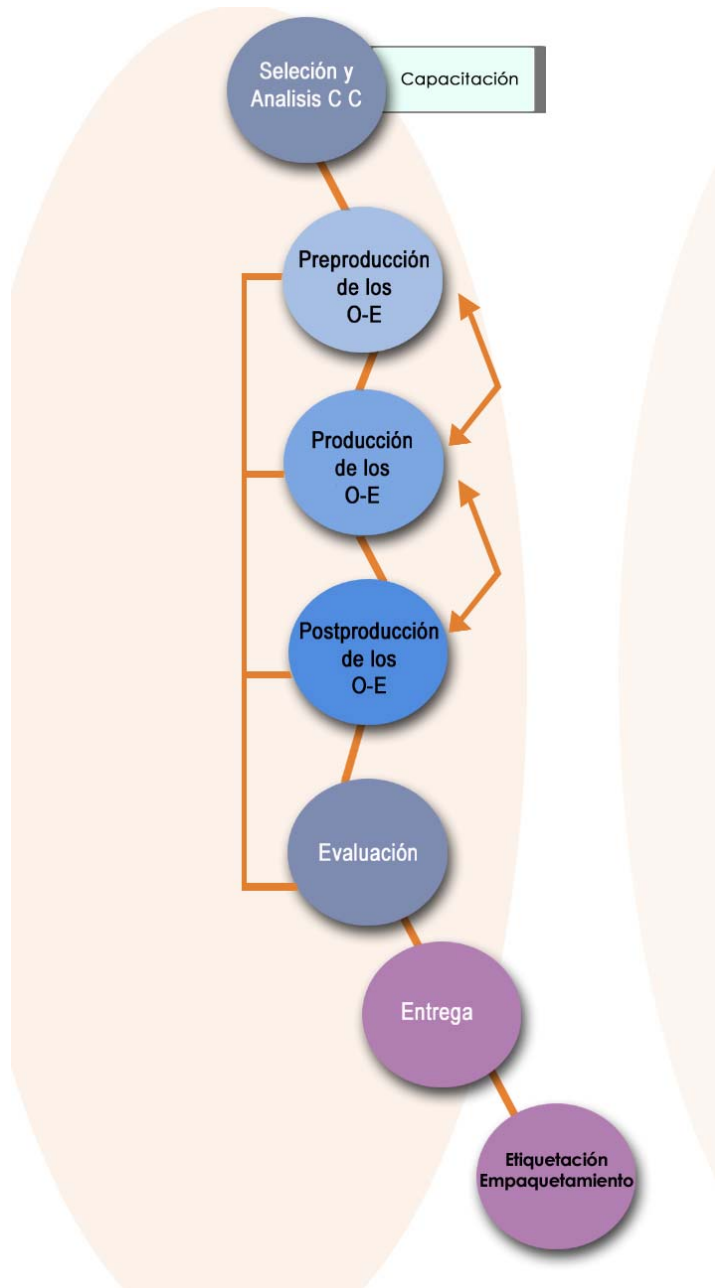 Seleción y
Analisis C C
Capacitación
Preproducción
de los
O-E
Producción
de los
O-E
Postproducción
de los
O-E
Evaluación
Entrega
Etiquetación
Empaquetamiento